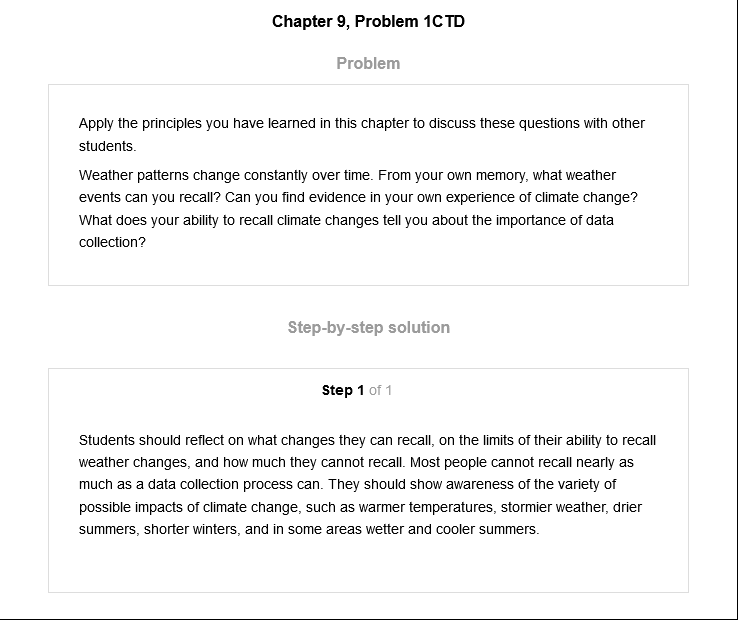 Chapter 9, Problem 1CTD
Problem
Apply the principles you have learned in this chapter to discuss these questions with other
students.
Weather patterns change constantly over time. From your own memory, what weather
events can you recall? Can you find evidence in your own experience of climate change?
What does your ability to recall climate changes tell you about the importance of data
collection?
Step-by-step solution
Step 1 of 1
Students should reflect on what changes they can recall, on the limits of their ability to recall
weather changes, and how much they cannot recall. Most people cannot recall nearly as
much as a data collection process can. They should show awareness of the variety of
possible impacts of climate change, such as warmer temperatures, stormier weather, drier
summers, shorter winters, and in some areas wetter and cooler summers.